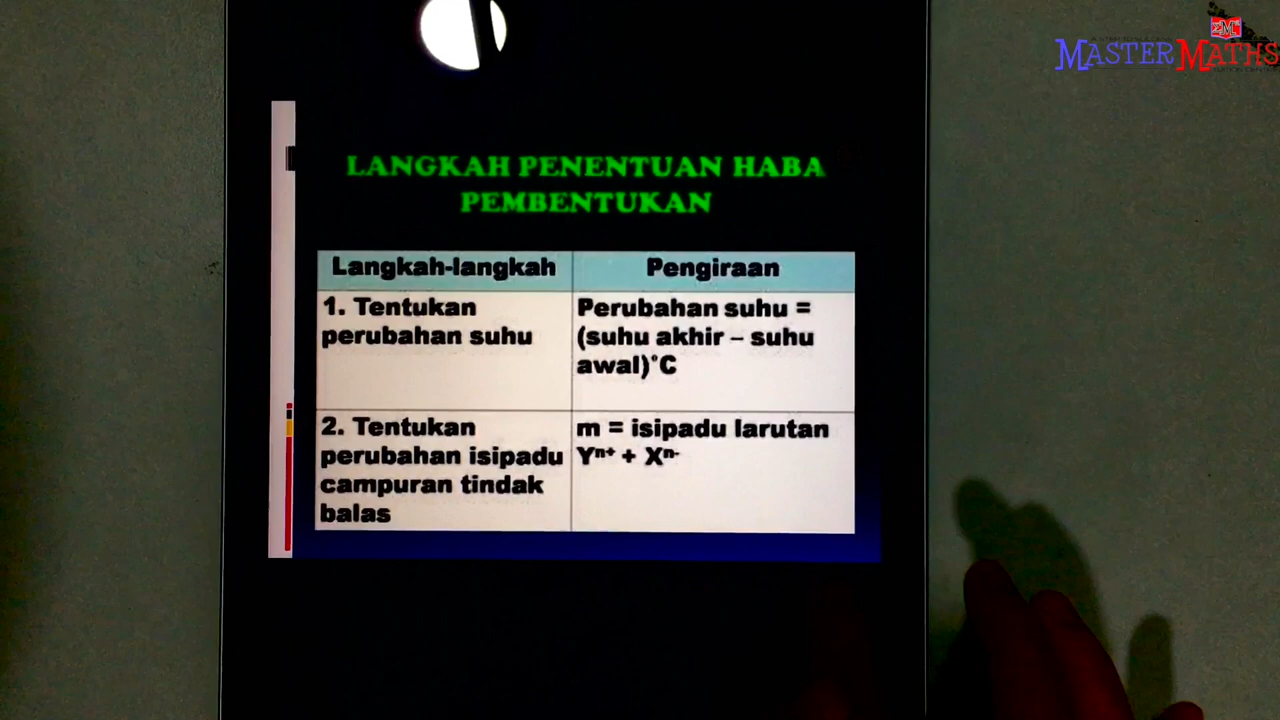 MASTERMATHS
LANGKAH PENENTUAN HABA
PEMBENTUKAN
Langkah-langkah
Pengiraan
1. Tentukan
perubahan suhu
Perubahan suhu =
(suhu akhir – suhu
awal)°C
2. Tentukan
perubahan isipadu
campuran tindak
balas
m = isipadu larutan
Yⁿ⁺ + Xⁿ⁻